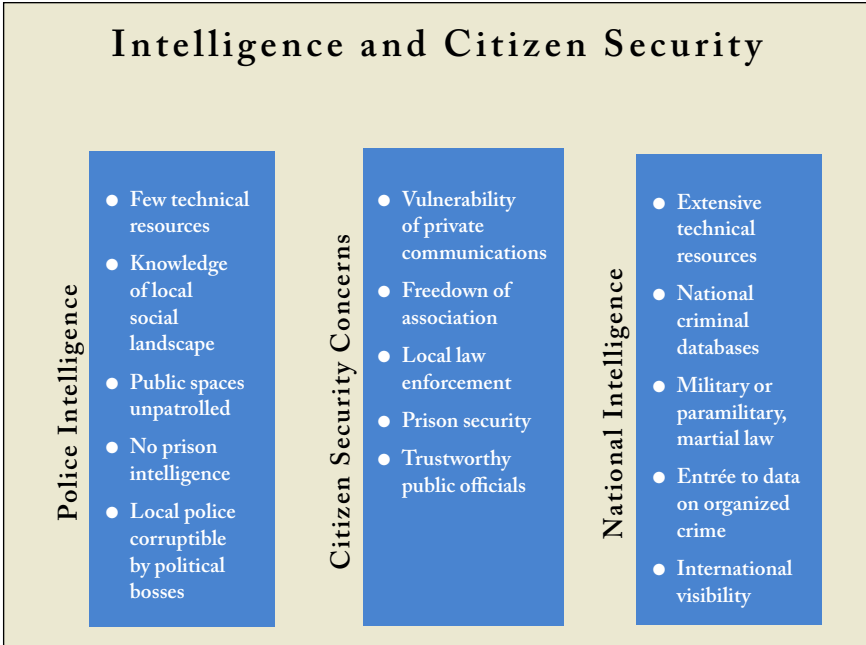 Intelligence and Citizen Security
Police Intelligence
● Few technical
resources
● Knowledge
of local
social
landscape
● Public spaces
unpatrolled
● No prison
intelligence
● Local police
corruptible
by political
bosses
Citizen Security Concerns
● Vulnerability
of private
communications
● Freedown of
association
● Local law
enforcement
● Prison security
● Trustworthy
public officials
National Intelligence
● Extensive
technical
resources
● National
criminal
databases
● Military or
paramilitary,
martial law
● Entrée to data
on organized
crime
● International
visibility